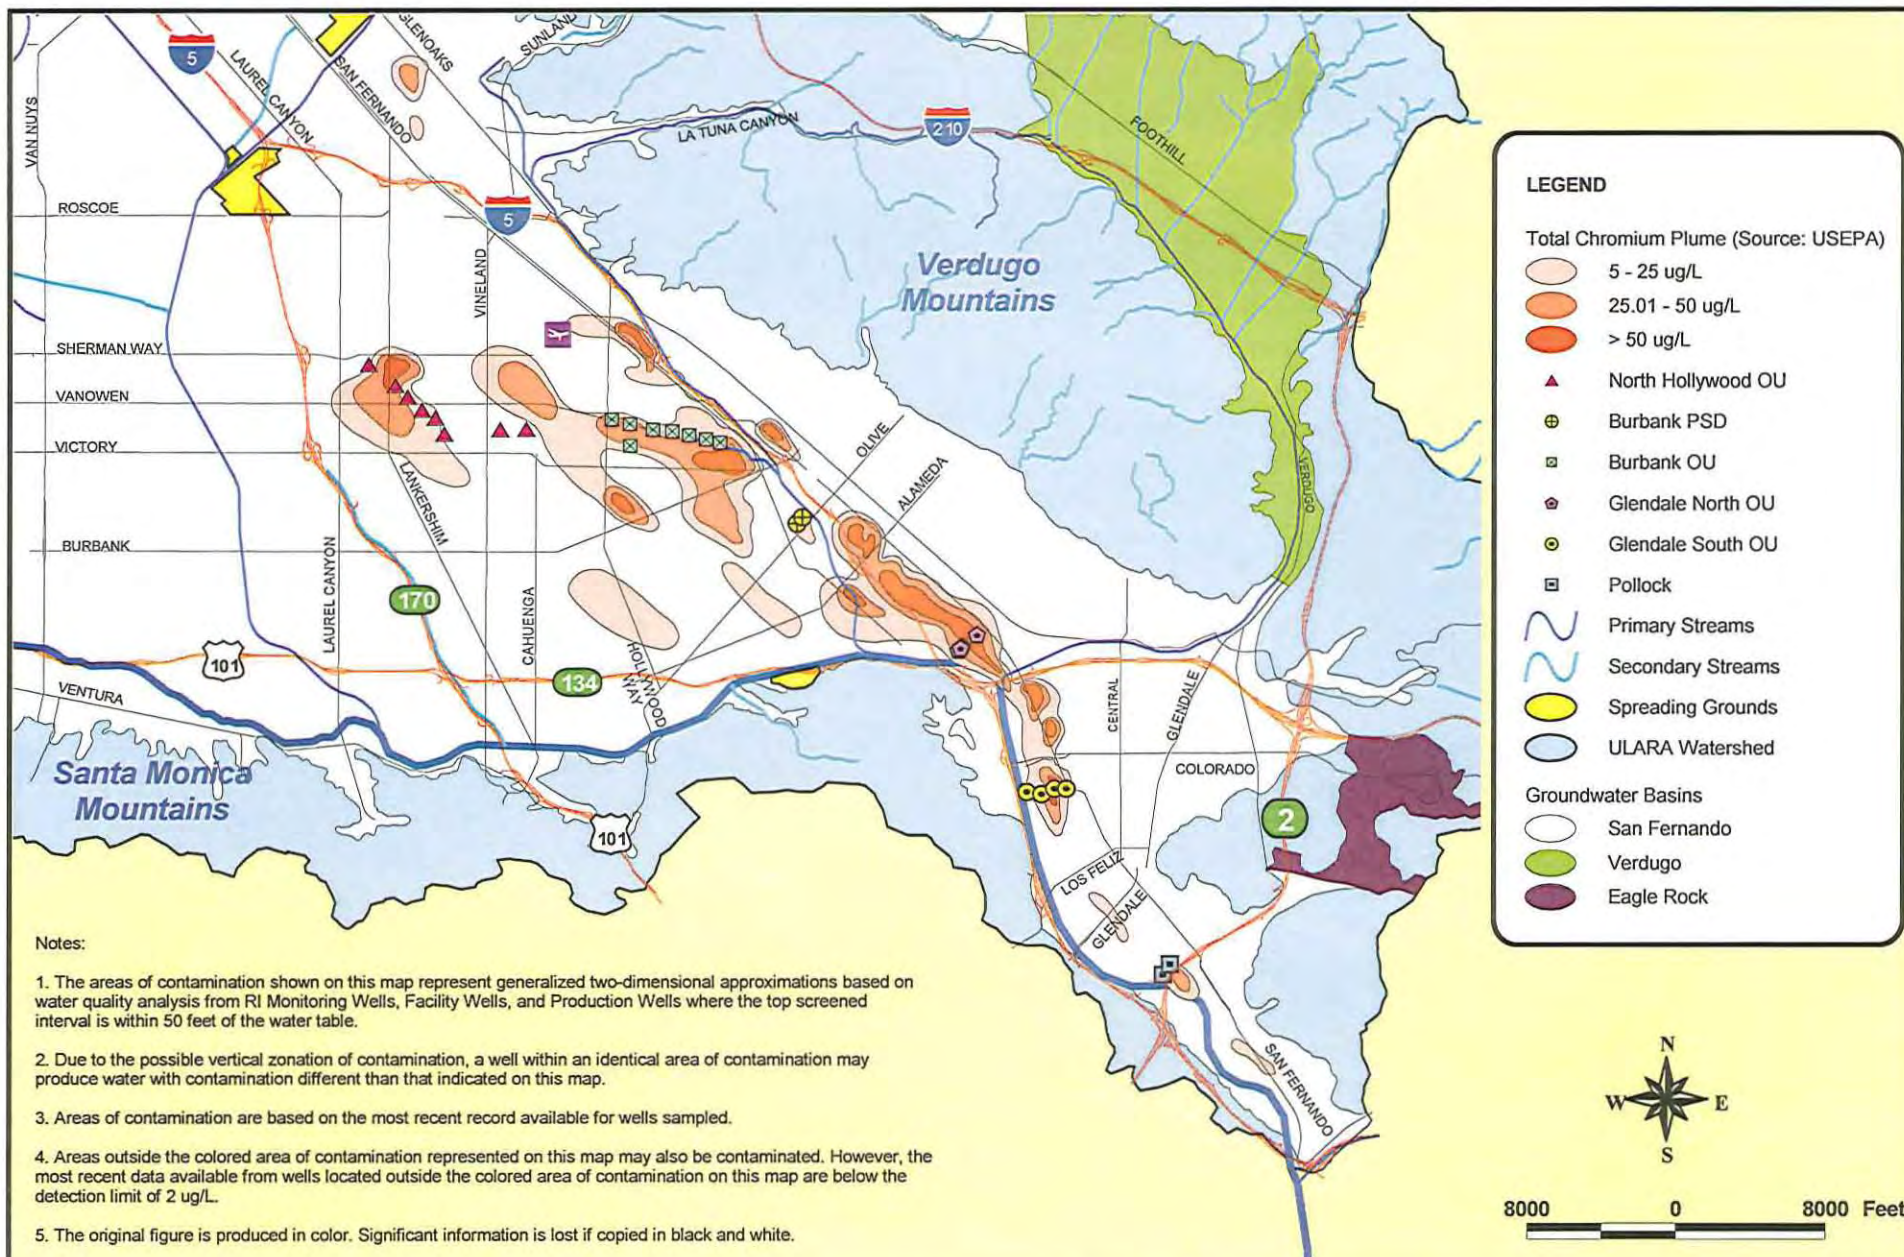 GLENOAKS
SUNLAND
5
LAUREL CANYON
SAN FERNANDO
VAN NUYS
LA TUNA CANYON
210
FOOTHILL
ROSCOE
5
VINELAND
Verdugo
Mountains
SHERMAN WAY
VANOWEN
VICTORY
OLIVE
ALAMEDA
VERDUGO
LANKERSHIM
BURBANK
LAUREL CANYON
170
CAHUENGA
HOLLYWOOD
WAY
101
134
VENTURA
CENTRAL
GLENDALE
COLORADO
Santa Monica
Mountains
101
2
LOS FELIZ
GLENDALE
SAN FERNANDO
LEGEND
Total Chromium Plume (Source: USEPA)
5 - 25 ug/L
25.01 - 50 ug/L
> 50 ug/L
North Hollywood OU
Burbank PSD
Burbank OU
Glendale North OU
Glendale South OU
Pollock
Primary Streams
Secondary Streams
Spreading Grounds
ULARA Watershed
Groundwater Basins
San Fernando
Verdugo
Eagle Rock
Notes:
1. The areas of contamination shown on this map represent generalized two-dimensional approximations based on
water quality analysis from RI Monitoring Wells, Facility Wells, and Production Wells where the top screened
interval is within 50 feet of the water table.
2. Due to the possible vertical zonation of contamination, a well within an identical area of contamination may
produce water with contamination different than that indicated on this map.
3. Areas of contamination are based on the most recent record available for wells sampled.
4. Areas outside the colored area of contamination represented on this map may also be contaminated. However, the
most recent data available from wells located outside the colored area of contamination on this map are below the
detection limit of 2 ug/L.
5. The original figure is produced in color. Significant information is lost if copied in black and white.
N
W E
S
8000 0 8000 Feet